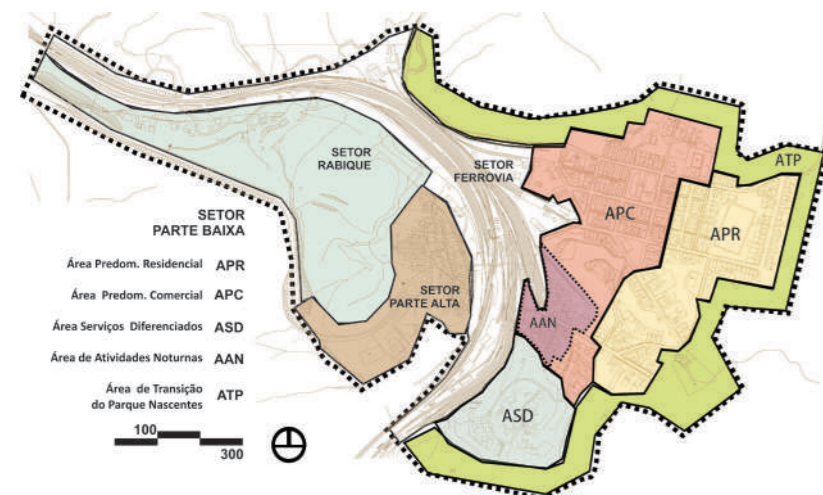 SETOR
RABIQUE
SETOR
FERROVIA
ATP
APC
APR
SETOR
PARTE BAIXA
Área Predom. Residencial APR
Área Predom. Comercial APC
Área Serviços Diferenciados ASD
Área de Atividades Noturnas AAN
Área de Transição
do Parque Nascentes ATP
SETOR
PARTE ALTA
AAN
ASD
100
300